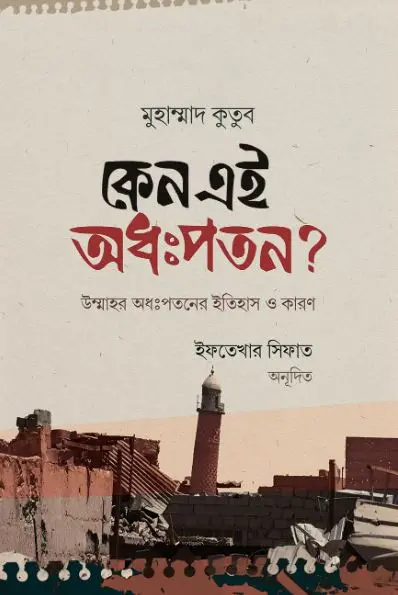 মুহাম্মাদ কুতুব
কেন এই
অধঃপতন?
উম্মাহর অধঃপতনের ইতিহাস ও কারণ
ইফতেখার সিফাত
অনূদিত